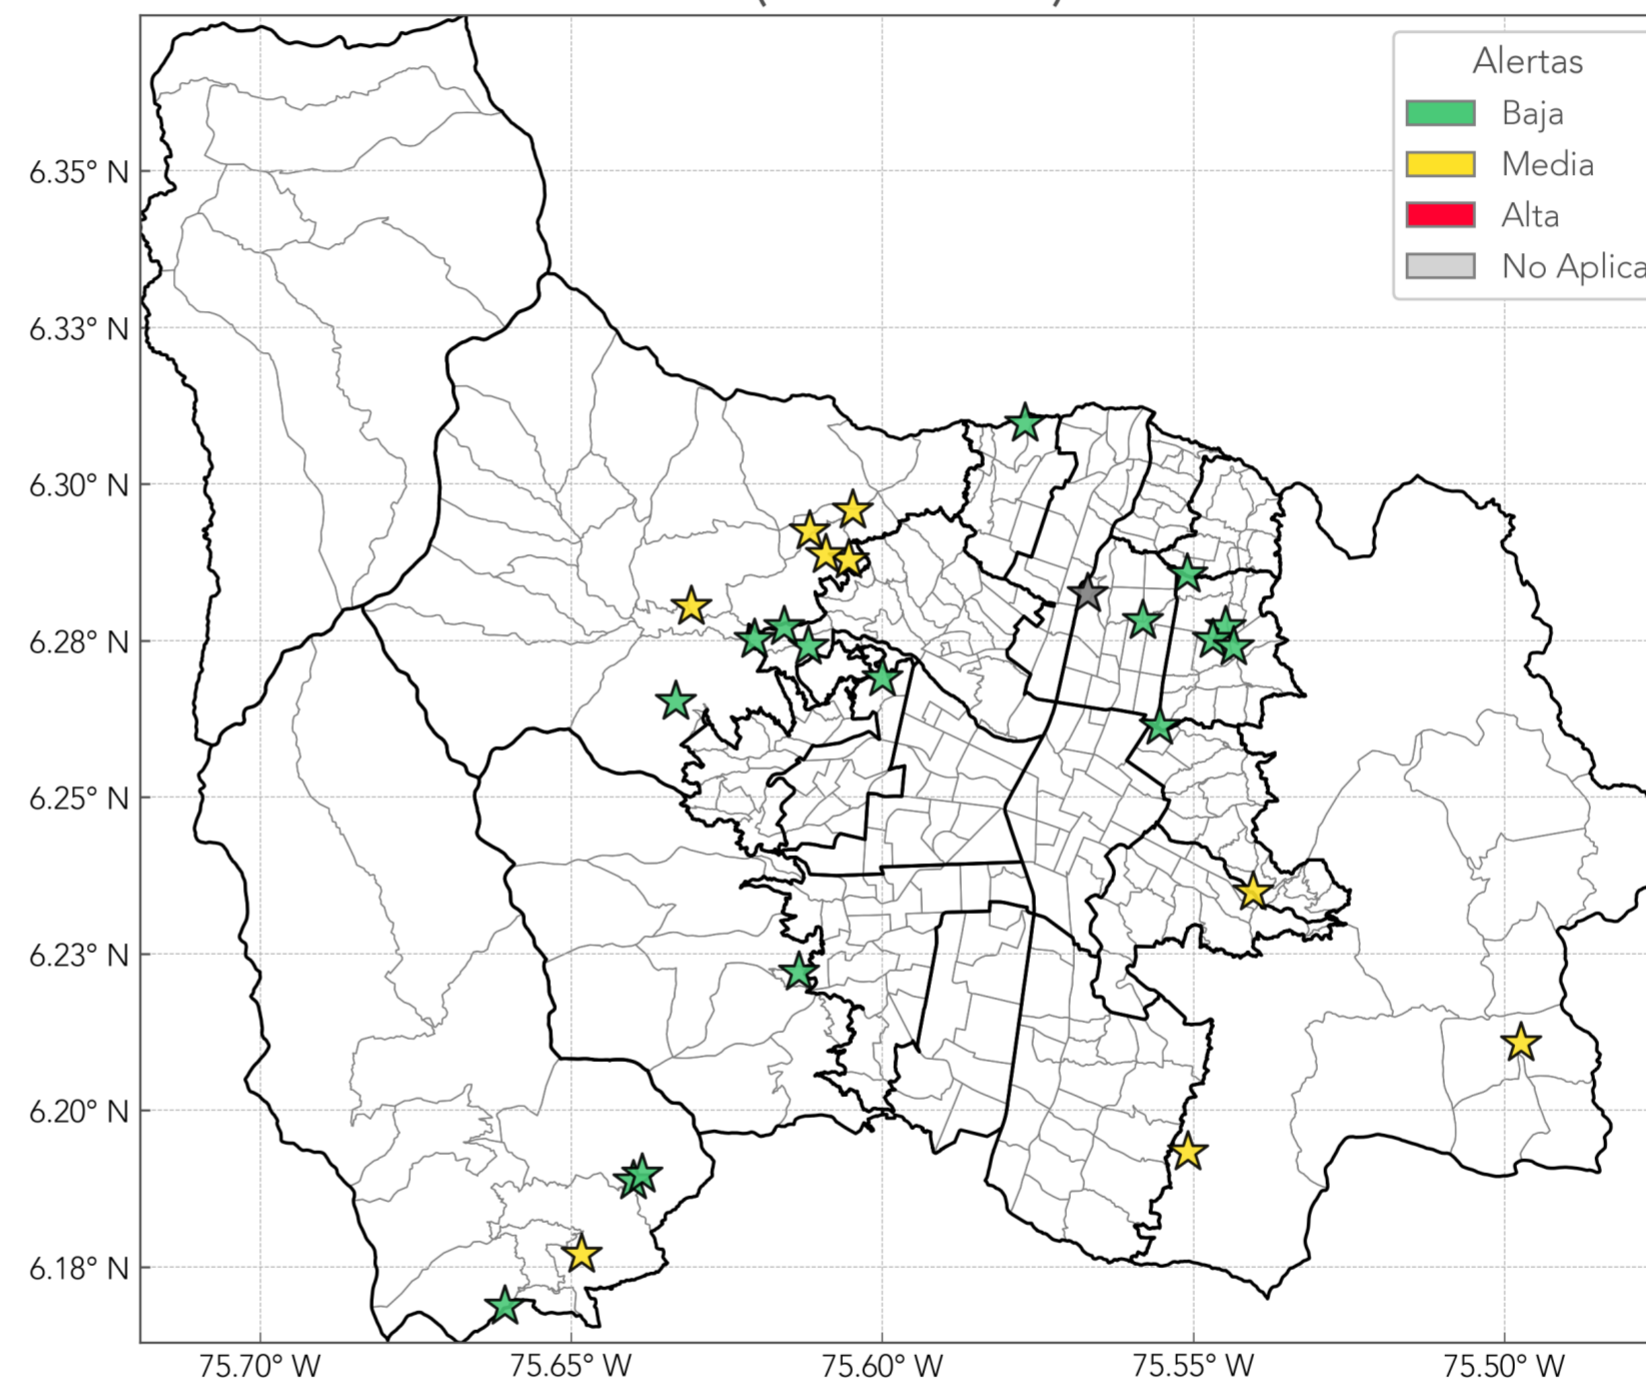 Alertas
Baja
Media
Alta
No Aplica
6.35° N
6.33° N
6.30° N
6.28° N
6.25° N
6.23° N
6.20° N
6.18° N
75.70° W 75.65° W 75.60° W 75.55° W 75.50° W